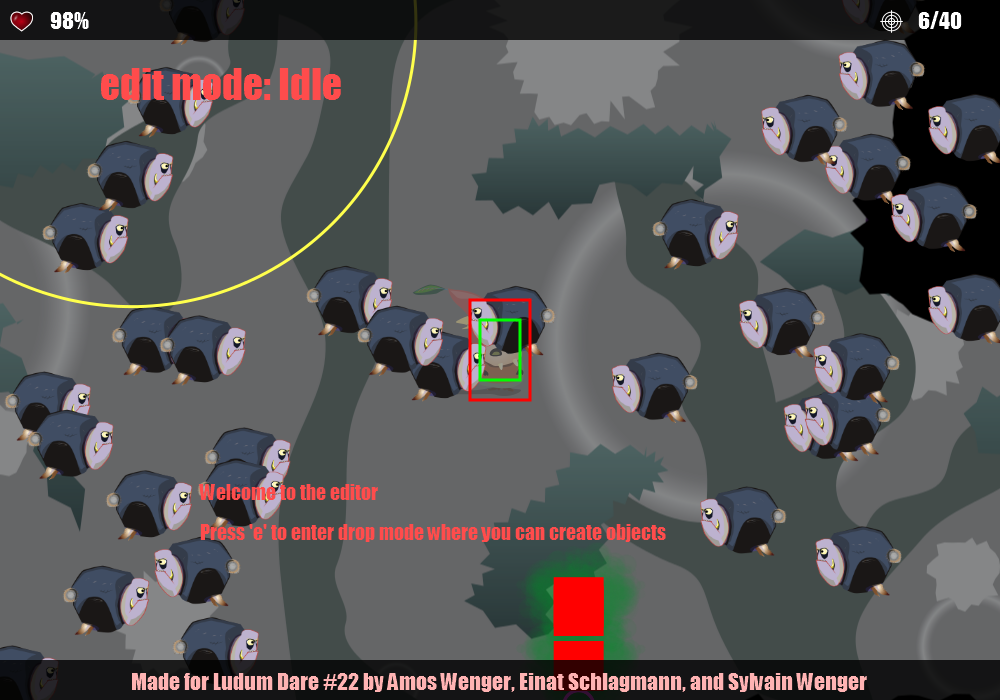 98%
6/40
edit mode: Idle
Welcome to the editor
Press 'e' to enter drop mode where you can create objects
Made for Ludum Dare #22 by Amos Wenger, Einat Schlagmann, and Sylvain Wenger